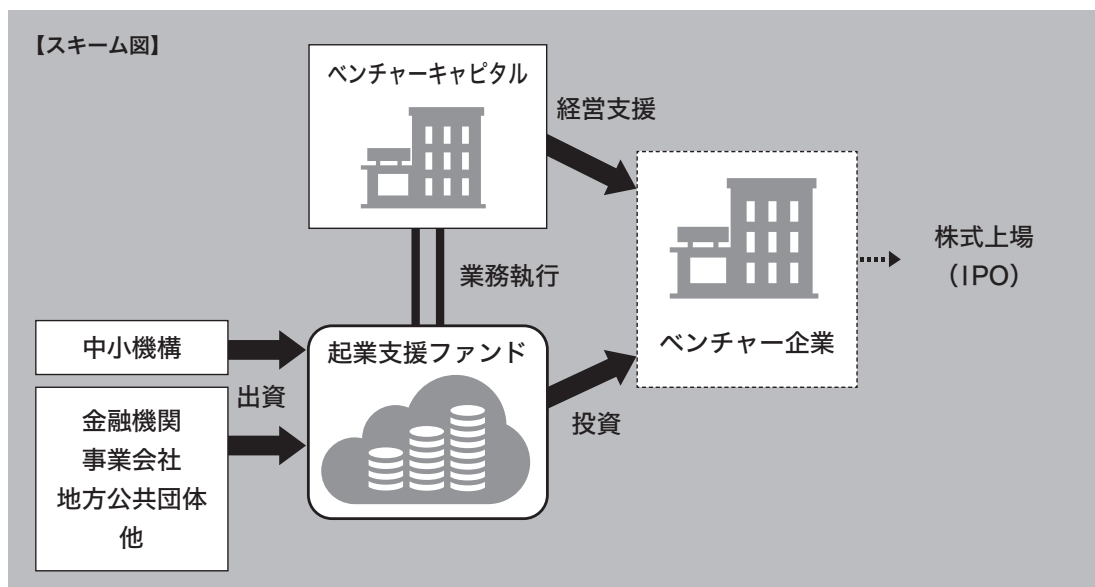 【スキーム図】
ベンチャーキャピタル
経営支援
株式上場
（IPO）
業務執行
中小機構
起業支援ファンド
ベンチャー企業
出資
投資
金融機関
事業会社
地方公共団体
他